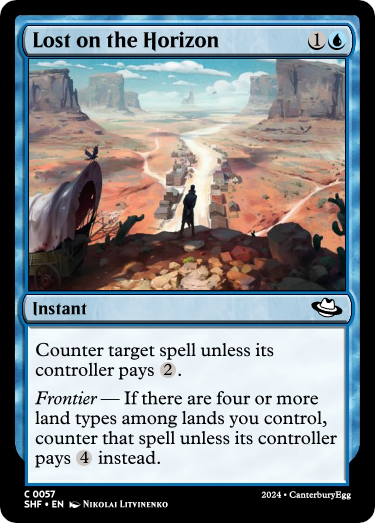 Lost on the Horizon 1
Instant
Counter target spell unless its
controller pays 2.
Frontier — If there are four or more
land types among lands you control,
counter that spell unless its controller
pays 4 instead.
C 0057
SHF • EN Nikolai Litvinenko
2024 • CanterburyEgg